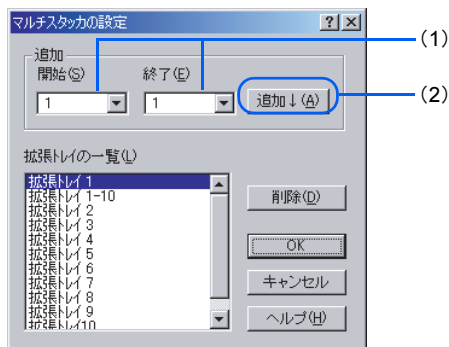 マルチスタッカの設定
追加
開始(S)
終了(E)
1
1
追加↓(A)
(1)
(2)
拡張トレイの一覧(L)
拡張トレイ 1
拡張トレイ 1-10
拡張トレイ 2
拡張トレイ 3
拡張トレイ 4
拡張トレイ 5
拡張トレイ 6
拡張トレイ 7
拡張トレイ 8
拡張トレイ 9
拡張トレイ10
削除(D)
OK
キャンセル
ヘルプ(H)